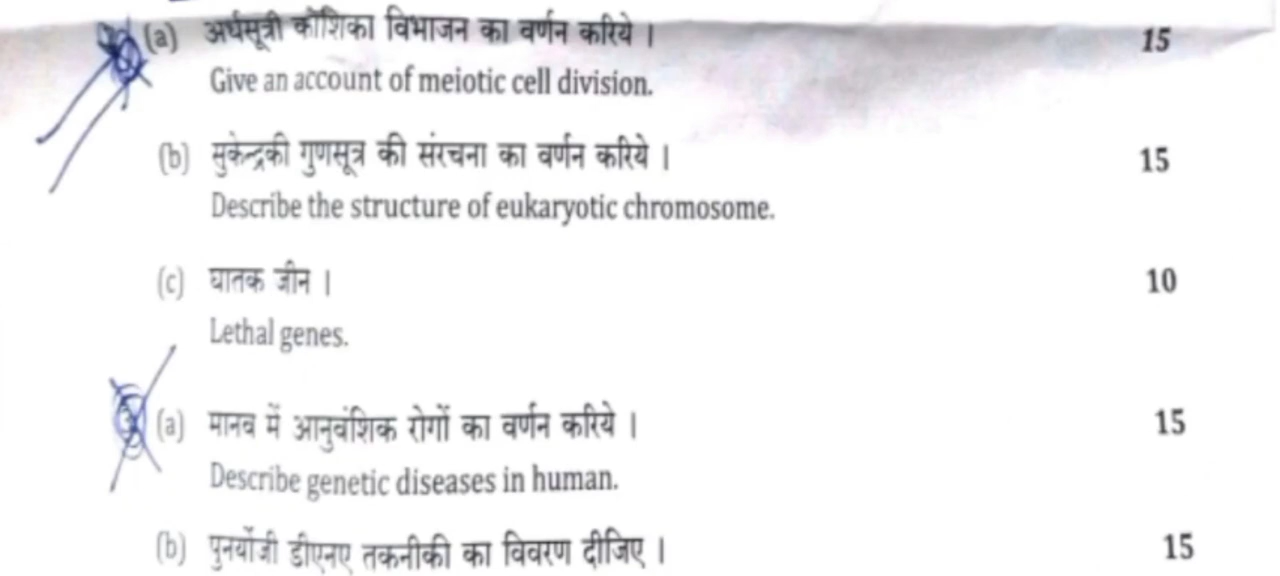 (a) अर्धसूत्री कोशिका विभाजन का वर्णन करिये । 15
Give an account of meiotic cell division.
(b) सुकेन्द्रकी गुणसूत्र की संरचना का वर्णन करिये । 15
Describe the structure of eukaryotic chromosome.
(c) घातक जीन । 10
Lethal genes.
(a) मानव में आनुवंशिक रोगों का वर्णन करिये । 15
Describe genetic diseases in human.
(b) पुनर्योजी डीएनए तकनीकी का विवरण दीजिए । 15